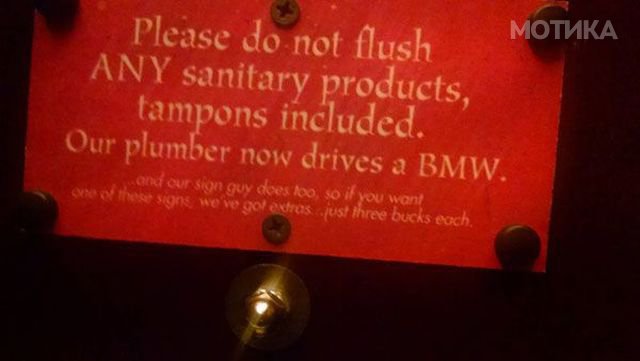 МОТИКА
Please do not flush
ANY sanitary products,
tampons included.
Our plumber now drives a BMW.
...and our sign guy does too, so if you want
one of these signs, we've got extras...just three bucks each.